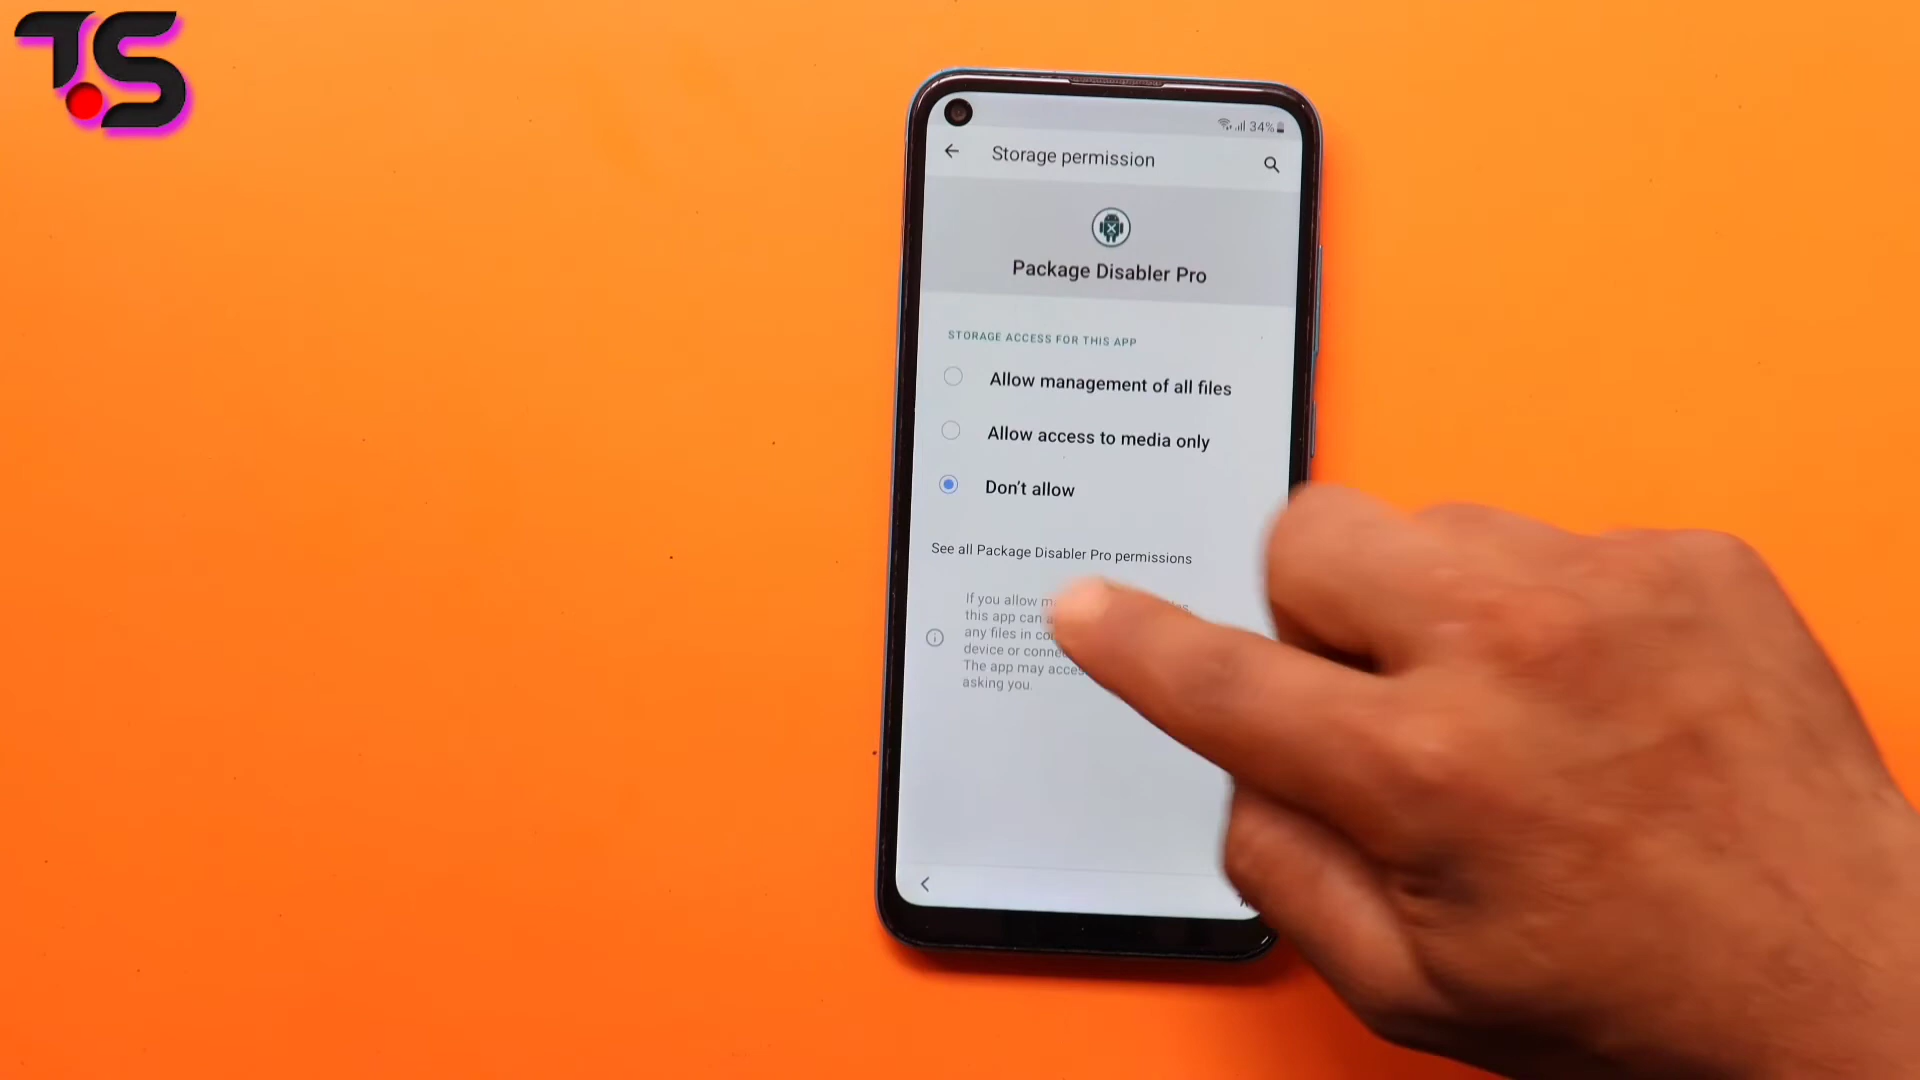 TS
34%
Storage permission
Package Disabler Pro
STORAGE ACCESS FOR THIS APP
Allow management of all files
Allow access to media only
Don't allow
See all Package Disabler Pro permissions
If you allow
this app can
any files in
device or
The app may
asking you.